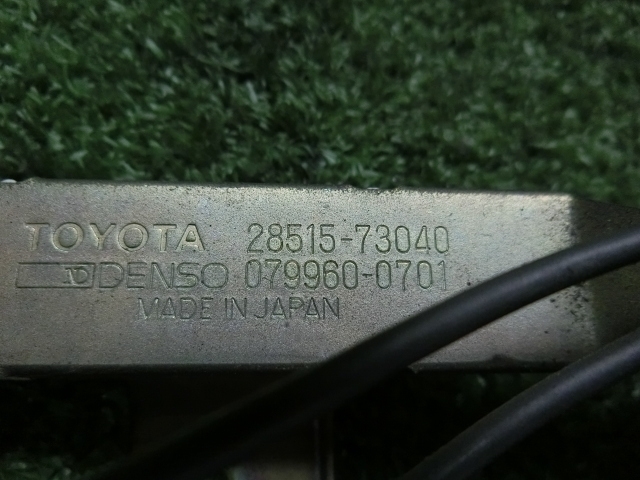 TOYOTA 28515-73040
DENSO 079960-0701
MADE IN JAPAN